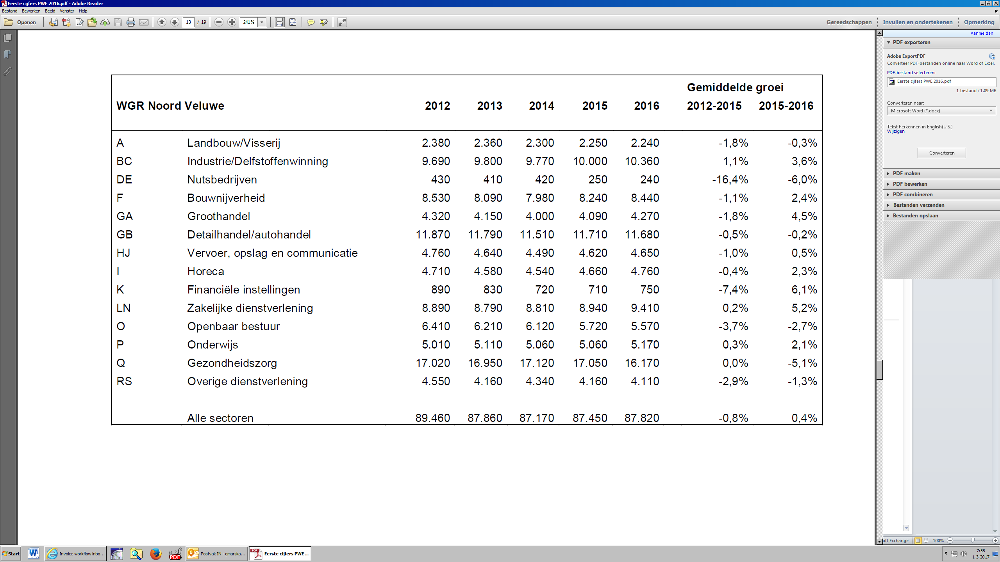 Eerste cijfers PWE 2016.pdf - Adobe Reader
Bestand Bewerken Beeld Venster Help
Openen 13 / 19 241% Gereedschappen Invullen en ondertekenen Opmerking
Aanmelden
PDF exporteren
Adobe ExportPDF
Converteer PDF-bestanden online naar Word of Excel.
PDF-bestand selecteren:
Eerste cijfers PWE 2016.pdf
1 bestand / 1.09 MB
Converteren naar:
Microsoft Word (*.docx)
Tekst herkennen in English(U.S.)
Wijzigen
Converteren
PDF maken
PDF bewerken
PDF combineren
Bestanden verzenden
Bestanden opslaan
Gemiddelde groei
WGR Noord Veluwe 2012 2013 2014 2015 2016 2012-2015 2015-2016
A Landbouw/Visserij 2.380 2.360 2.300 2.250 2.240 -1,8% -0,3%
BC Industrie/Delfstoffenwinning 9.690 9.800 9.770 10.000 10.360 1,1% 3,6%
DE Nutsbedrijven 430 410 420 250 240 -16,4% -6,0%
F Bouwnijverheid 8.530 8.090 7.980 8.240 8.440 -1,1% 2,4%
GA Groothandel 4.320 4.150 4.000 4.090 4.270 -1,8% 4,5%
GB Detailhandel/autohandel 11.870 11.790 11.510 11.710 11.680 -0,5% -0,2%
HJ Vervoer, opslag en communicatie 4.760 4.640 4.490 4.620 4.650 -1,0% 0,5%
I Horeca 4.710 4.580 4.540 4.660 4.760 -0,4% 2,3%
K Financiële instellingen 890 830 720 710 750 -7,4% 6,1%
LN Zakelijke dienstverlening 8.890 8.790 8.810 8.940 9.410 0,2% 5,2%
O Openbaar bestuur 6.410 6.210 6.120 5.720 5.570 -3,7% -2,7%
P Onderwijs 5.010 5.110 5.060 5.060 5.170 0,3% 2,1%
Q Gezondheidszorg 17.020 16.950 17.120 17.050 16.170 0,0% -5,1%
RS Overige dienstverlening 4.550 4.160 4.340 4.160 4.110 -2,9% -1,3%
Alle sectoren 89.460 87.860 87.170 87.450 87.820 -0,8% 0,4%
oft Exchange 100%
Start Invoice workflow inbo... PDF Postvak IN - gmarska... Eerste cijfers PWE ... 7:58
1-3-2017